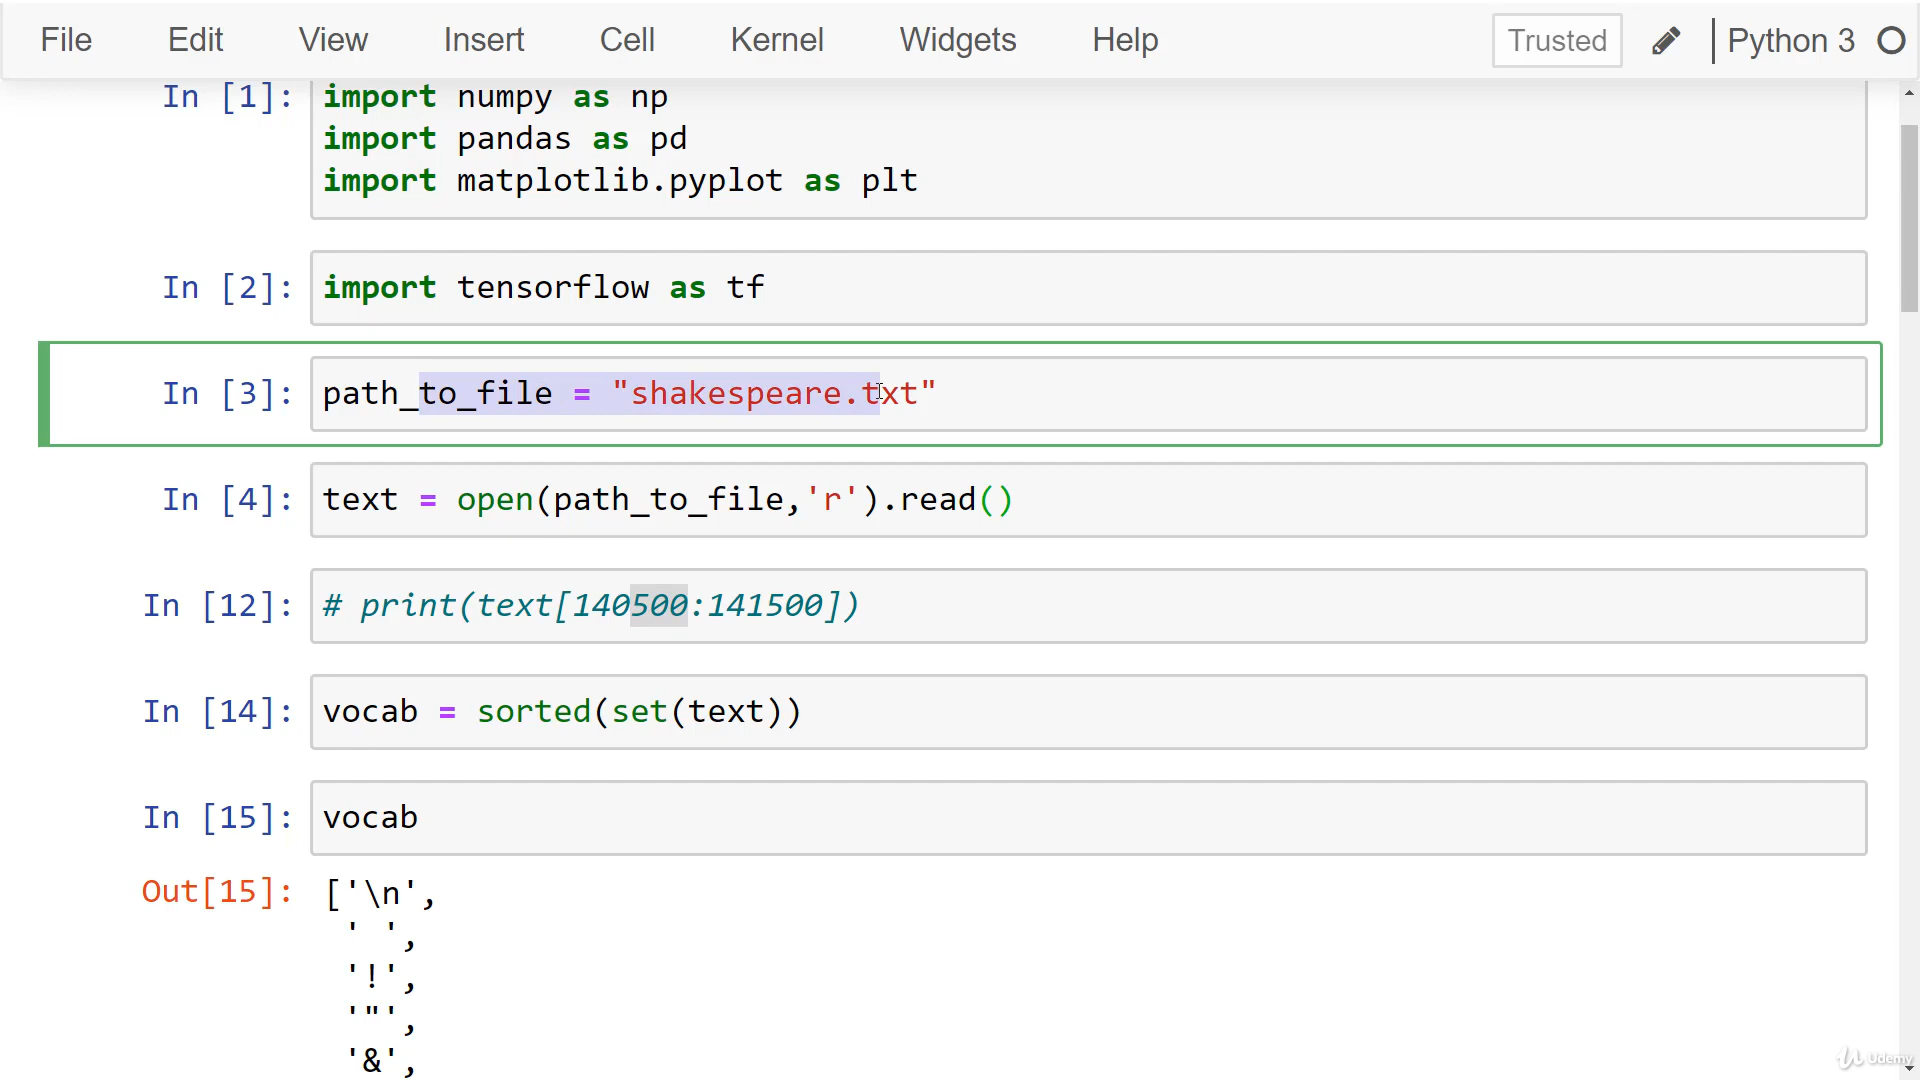 File Edit View Insert Cell Kernel Widgets Help Trusted Python 3
In [1]: import numpy as np
import pandas as pd
import matplotlib.pyplot as plt
In [2]: import tensorflow as tf
In [3]: path_to_file = "shakespeare.txt"
In [4]: text = open(path_to_file,'r').read()
In [12]: # print(text[140500:141500])
In [14]: vocab = sorted(set(text))
In [15]: vocab
Out[15]: ['\n',
' ',
'!',
'"',
'&',
Udemy